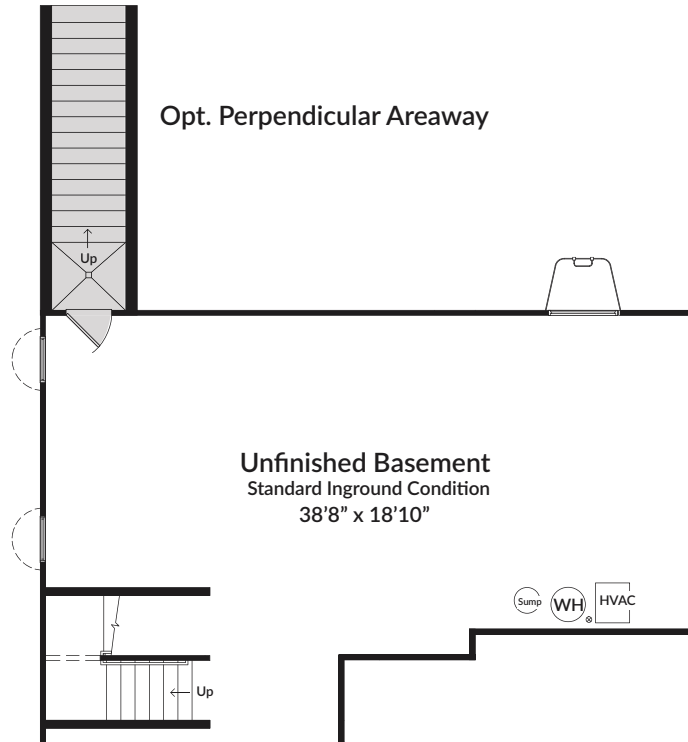 Opt. Perpendicular Areaway
Up
Unfinished Basement
Standard Inground Condition
38’8” x 18’10”
Sump
WH
HVAC
Up